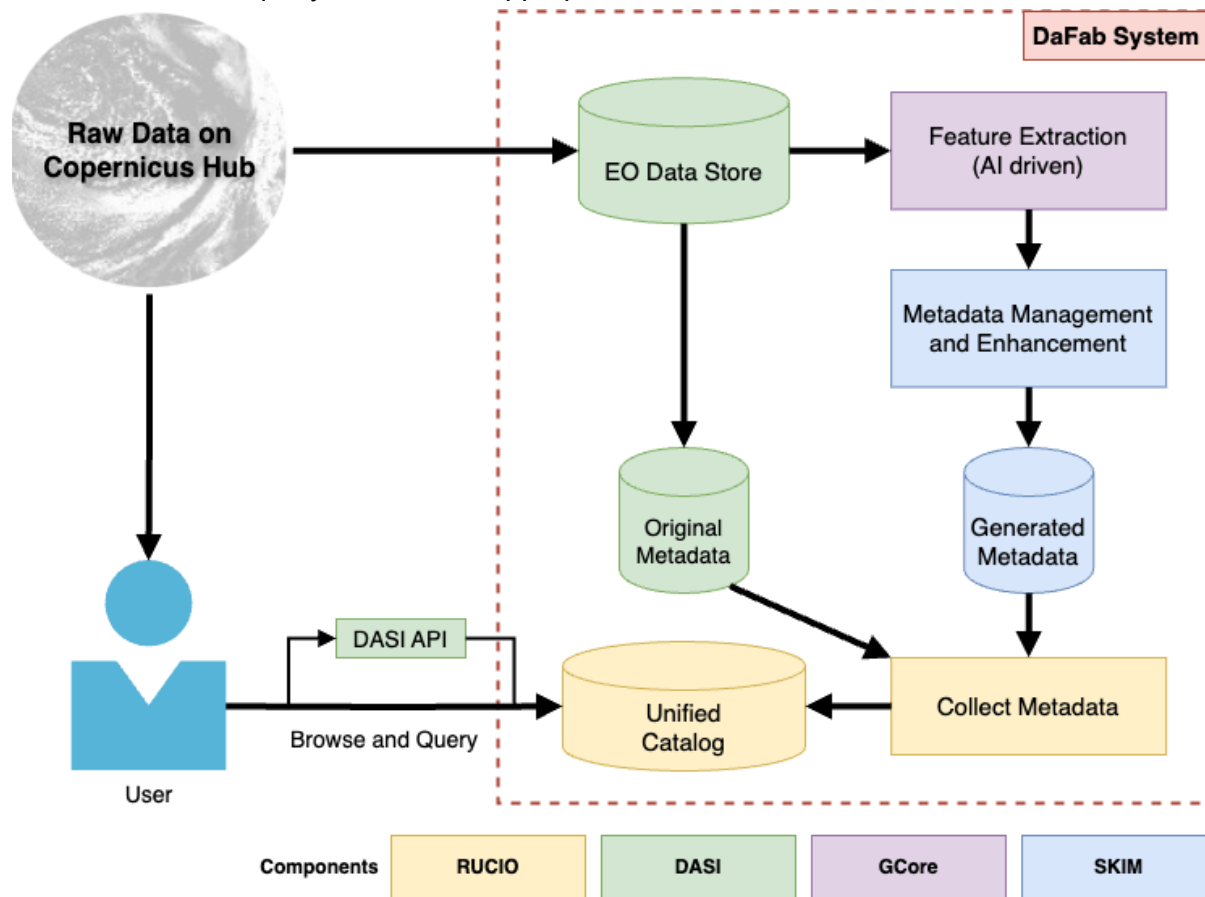 DaFab System
Raw Data on
Copernicus Hub
EO Data Store
Feature Extraction
(AI driven)
Metadata Management
and Enhancement
Original
Metadata
Generated
Metadata
DASI API
Unified
Catalog
Collect Metadata
Browse and Query
User
Components
RUCIO
DASI
GCore
SKIM